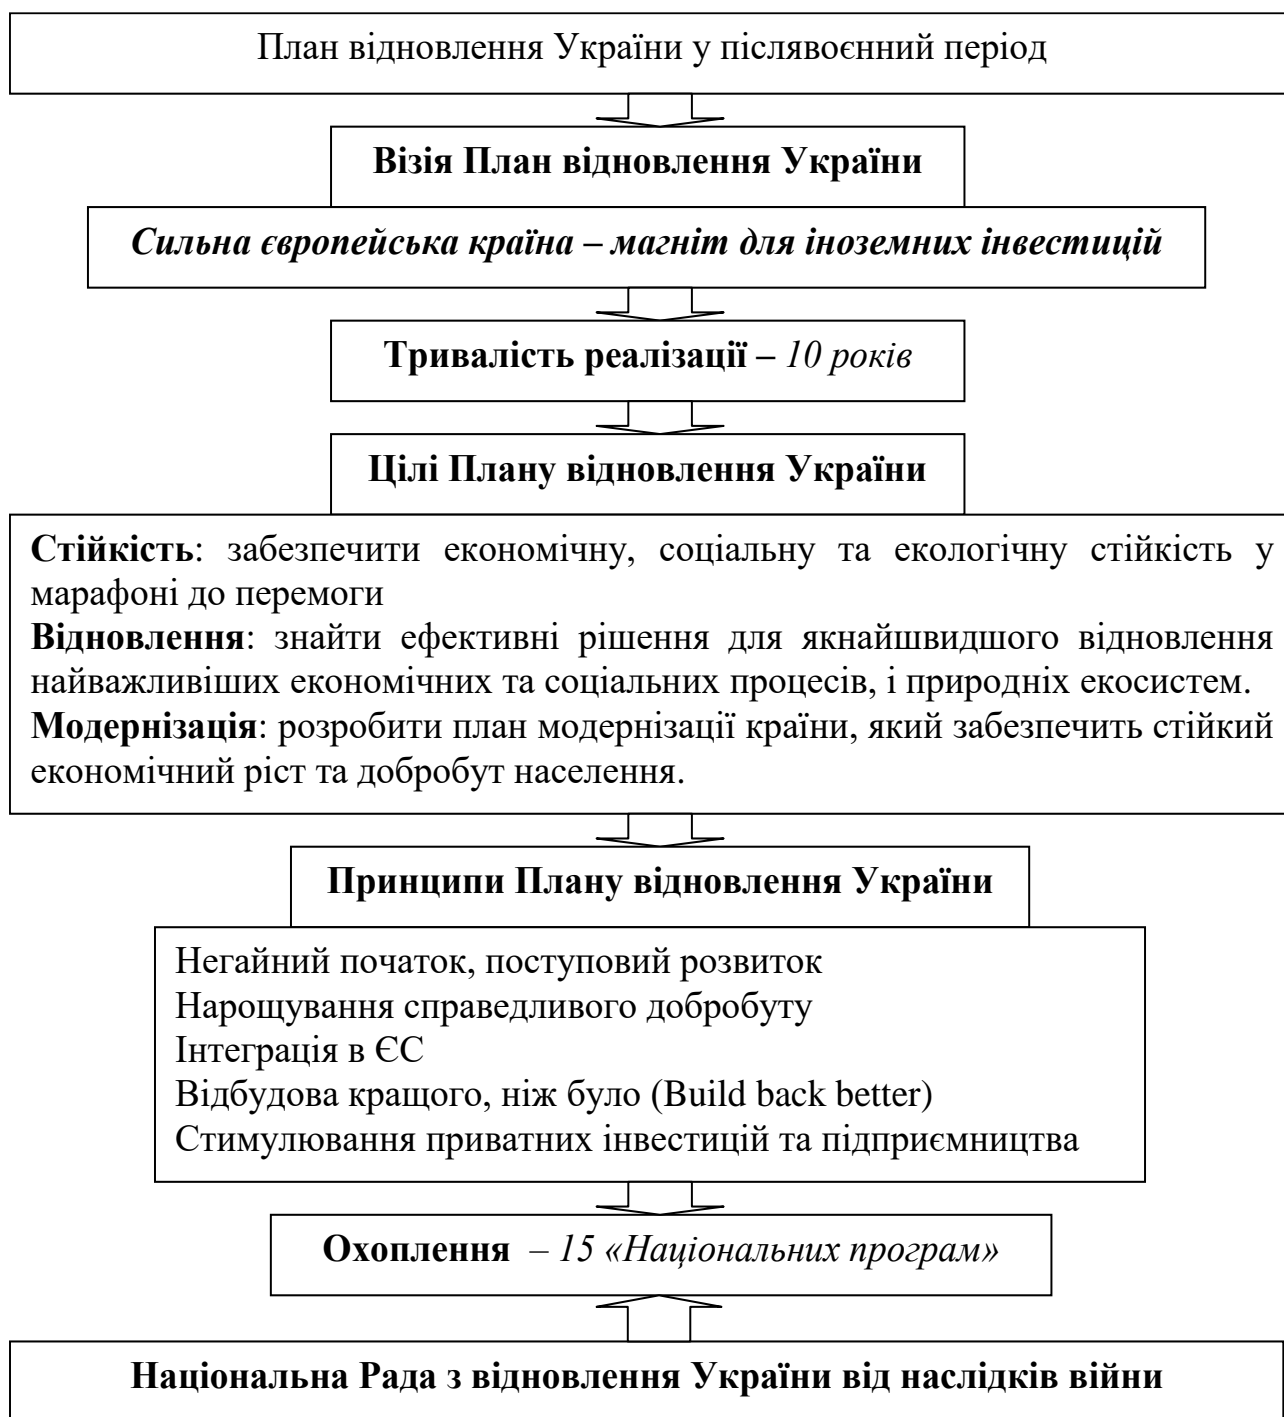 План відновлення України у післявоєнний період
Візія План відновлення України
Сильна європейська країна – магніт для іноземних інвестицій
Тривалість реалізації – 10 років
Цілі Плану відновлення України
Стійкість: забезпечити економічну, соціальну та екологічну стійкість у
марафоні до перемоги
Відновлення: знайти ефективні рішення для якнайшвидшого відновлення
найважливіших економічних та соціальних процесів, і природніх екосистем.
Модернізація: розробити план модернізації країни, який забезпечить стійкий
економічний ріст та добробут населення.
Принципи Плану відновлення України
Негайний початок, поступовий розвиток
Нарощування справедливого добробуту
Інтеграція в ЄС
Відбудова кращого, ніж було (Build back better)
Стимулювання приватних інвестицій та підприємництва
Охоплення – 15 «Національних програм»
Національна Рада з відновлення України від наслідків війни